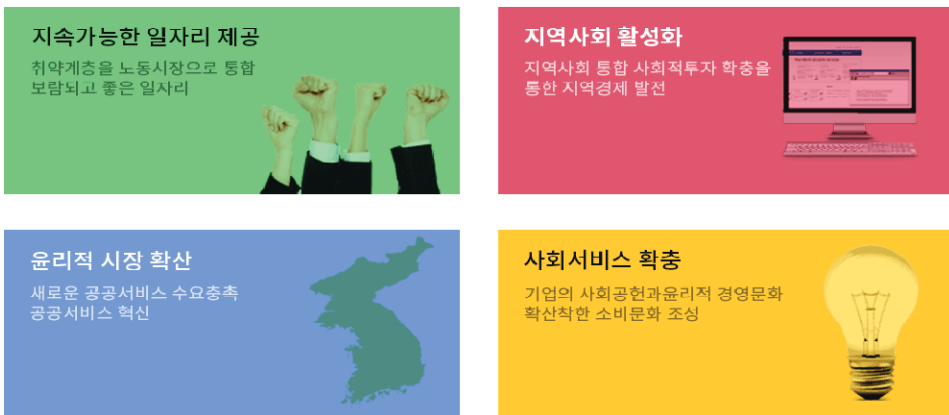 지속가능한 일자리 제공
취약계층을 노동시장으로 통합
보람되고 좋은 일자리
지역사회 활성화
지역사회 통합 사회적투자 확충을
통한 지역경제 발전
윤리적 시장 확산
새로운 공공서비스 수요충족
공공서비스 혁신
사회서비스 확충
기업의 사회공헌과윤리적 경영문화
확산착한 소비문화 조성